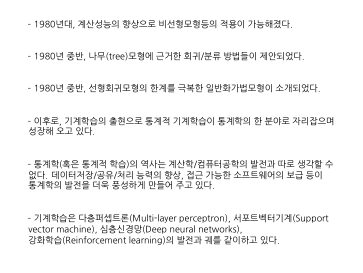 - 1980년대, 계산성능의 향상으로 비선형모형등의 적용이 가능해졌다.
- 1980년 중반, 나무(tree)모형에 근거한 회귀/분류 방법들이 제안되었다.
- 1980년 중반, 선형회귀모형의 한계를 극복한 일반화가법모형이 소개되었다.
- 이후로, 기계학습의 출현으로 통계적 기계학습이 통계학의 한 분야로 자리잡으며
성장해 오고 있다.
- 통계학(혹은 통계적 학습)의 역사는 계산학/컴퓨터공학의 발전과 따로 생각할 수
없다. 데이터저장/공유/처리 능력의 향상, 접근 가능한 소프트웨어의 보급 등이
통계학의 발전을 더욱 풍성하게 만들어 주고 있다.
- 기계학습은 다층퍼셉트론(Multi-layer perceptron), 서포트벡터기계(Support
vector machine), 심층신경망(Deep neural networks),
강화학습(Reinforcement learning)의 발전과 궤를 같이하고 있다.